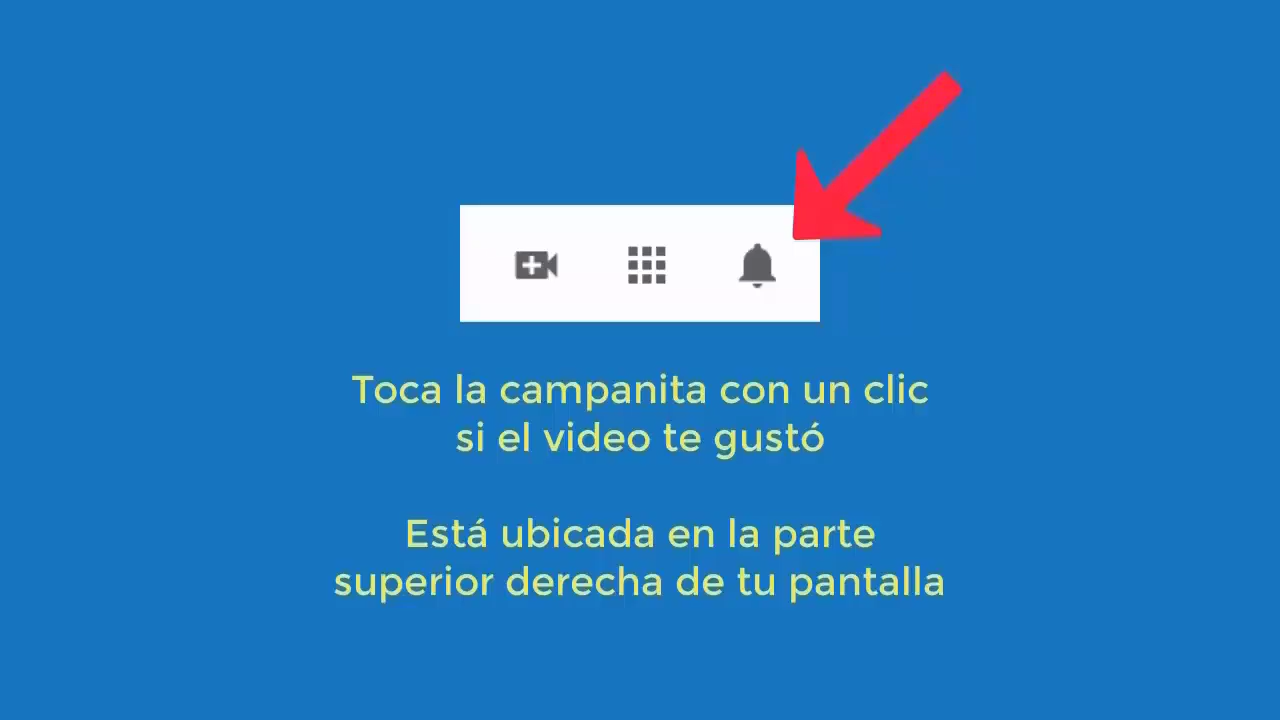 Toca la campanita con un clic
si el video te gustó
Está ubicada en la parte
superior derecha de tu pantalla